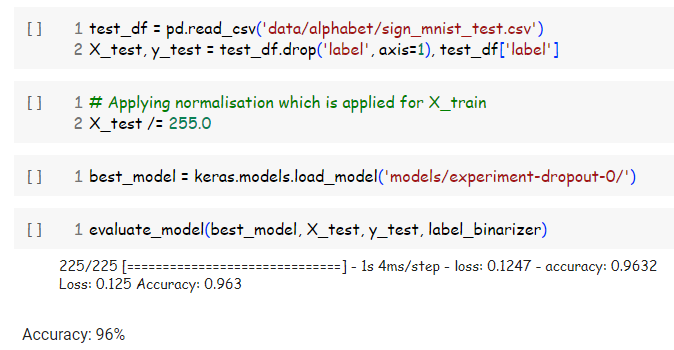 [ ] 1 test_df = pd.read_csv('data/alphabet/sign_mnist_test.csv')
2 X_test, y_test = test_df.drop('label', axis=1), test_df['label']
[ ] 1 # Applying normalisation which is applied for X_train
2 X_test /= 255.0
[ ] 1 best_model = keras.models.load_model('models/experiment-dropout-0/')
[ ] 1 evaluate_model(best_model, X_test, y_test, label_binarizer)
225/225 [==============================] - 1s 4ms/step - loss: 0.1247 - accuracy: 0.9632
Loss: 0.125 Accuracy: 0.963
Accuracy: 96%